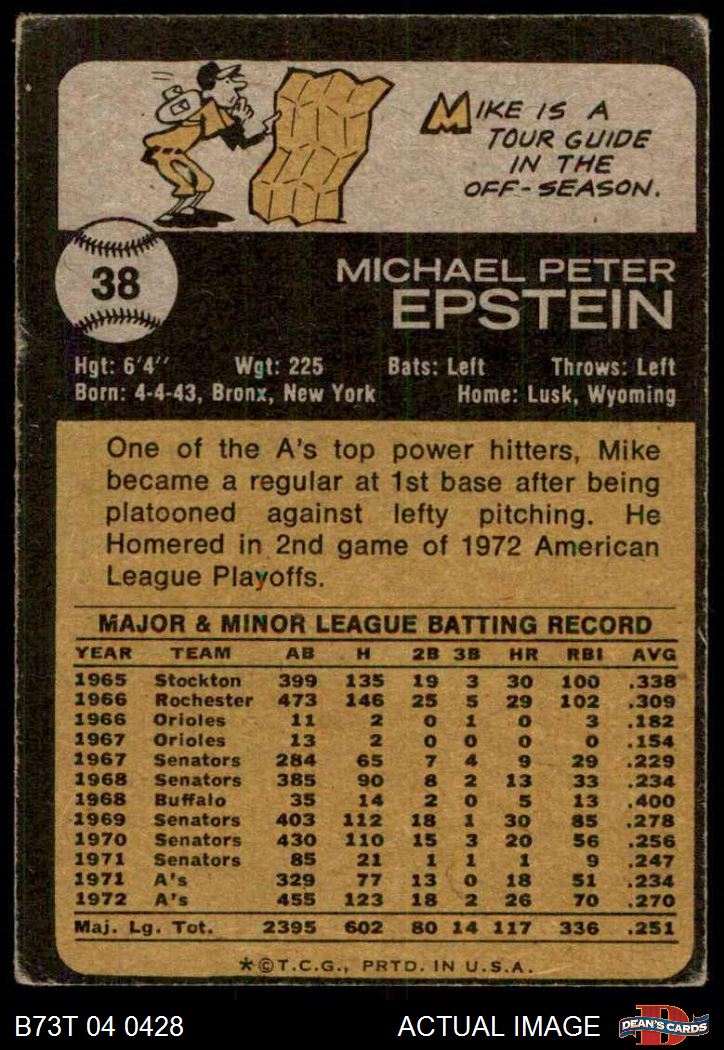 MIKE IS A
TOUR GUIDE
IN THE
OFF-SEASON.
38
MICHAEL PETER
EPSTEIN
Hgt: 6'4" Wgt: 225 Bats: Left Throws: Left
Born: 4-4-43, Bronx, New York Home: Lusk, Wyoming
One of the A's top power hitters, Mike
became a regular at 1st base after being
platooned against lefty pitching. He
Homered in 2nd game of 1972 American
League Playoffs.
MAJOR & MINOR LEAGUE BATTING RECORD
YEAR TEAM AB H 2B 3B HR RBI AVG
1965 Stockton 399 135 19 3 30 100 .338
1966 Rochester 473 146 25 5 29 102 .309
1966 Orioles 11 2 0 1 0 3 .182
1967 Orioles 13 2 0 0 0 0 .154
1967 Senators 284 65 7 4 9 29 .229
1968 Senators 385 90 8 2 13 33 .234
1968 Buffalo 35 14 2 0 5 13 .400
1969 Senators 403 112 18 1 30 85 .278
1970 Senators 430 110 15 3 20 56 .256
1971 Senators 85 21 1 1 1 9 .247
1971 A's 329 77 13 0 18 51 .234
1972 A's 455 123 18 2 26 70 .270
Maj. Lg. Tot. 2395 602 80 14 117 336 .251
*©T.C.G., PRTD. IN U.S.A.
B73T 04 0428 ACTUAL IMAGE
D
DEAN'S CARDS